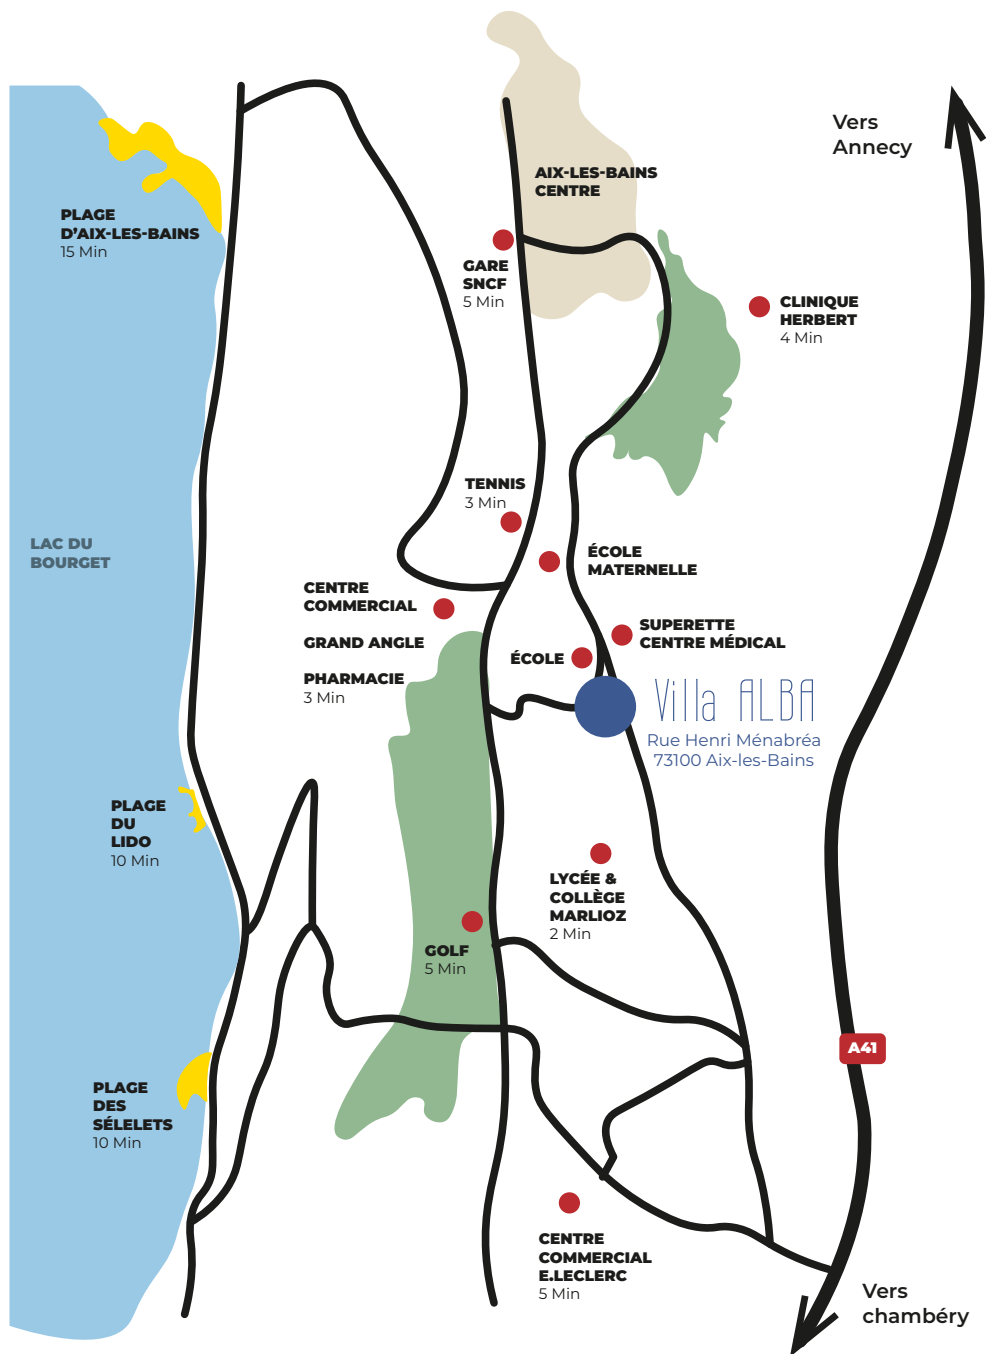 Vers
Annecy
AIX-LES-BAINS
CENTRE
PLAGE
D'AIX-LES-BAINS
15 Min
GARE
SNCF
5 Min
CLINIQUE
HERBERT
4 Min
TENNIS
3 Min
LAC DU
BOURGET
ÉCOLE
MATERNELLE
CENTRE
COMMERCIAL
GRAND ANGLE
PHARMACIE
3 Min
SUPERETTE
CENTRE MÉDICAL
ÉCOLE
Villa ALBA
Rue Henri Ménabréa
73100 Aix-les-Bains
PLAGE
DU
LIDO
10 Min
LYCÉE &
COLLÈGE
MARLIOZ
2 Min
GOLF
5 Min
A41
PLAGE
DES
SÉLELETS
10 Min
CENTRE
COMMERCIAL
E.LECLERC
5 Min
Vers
chambéry